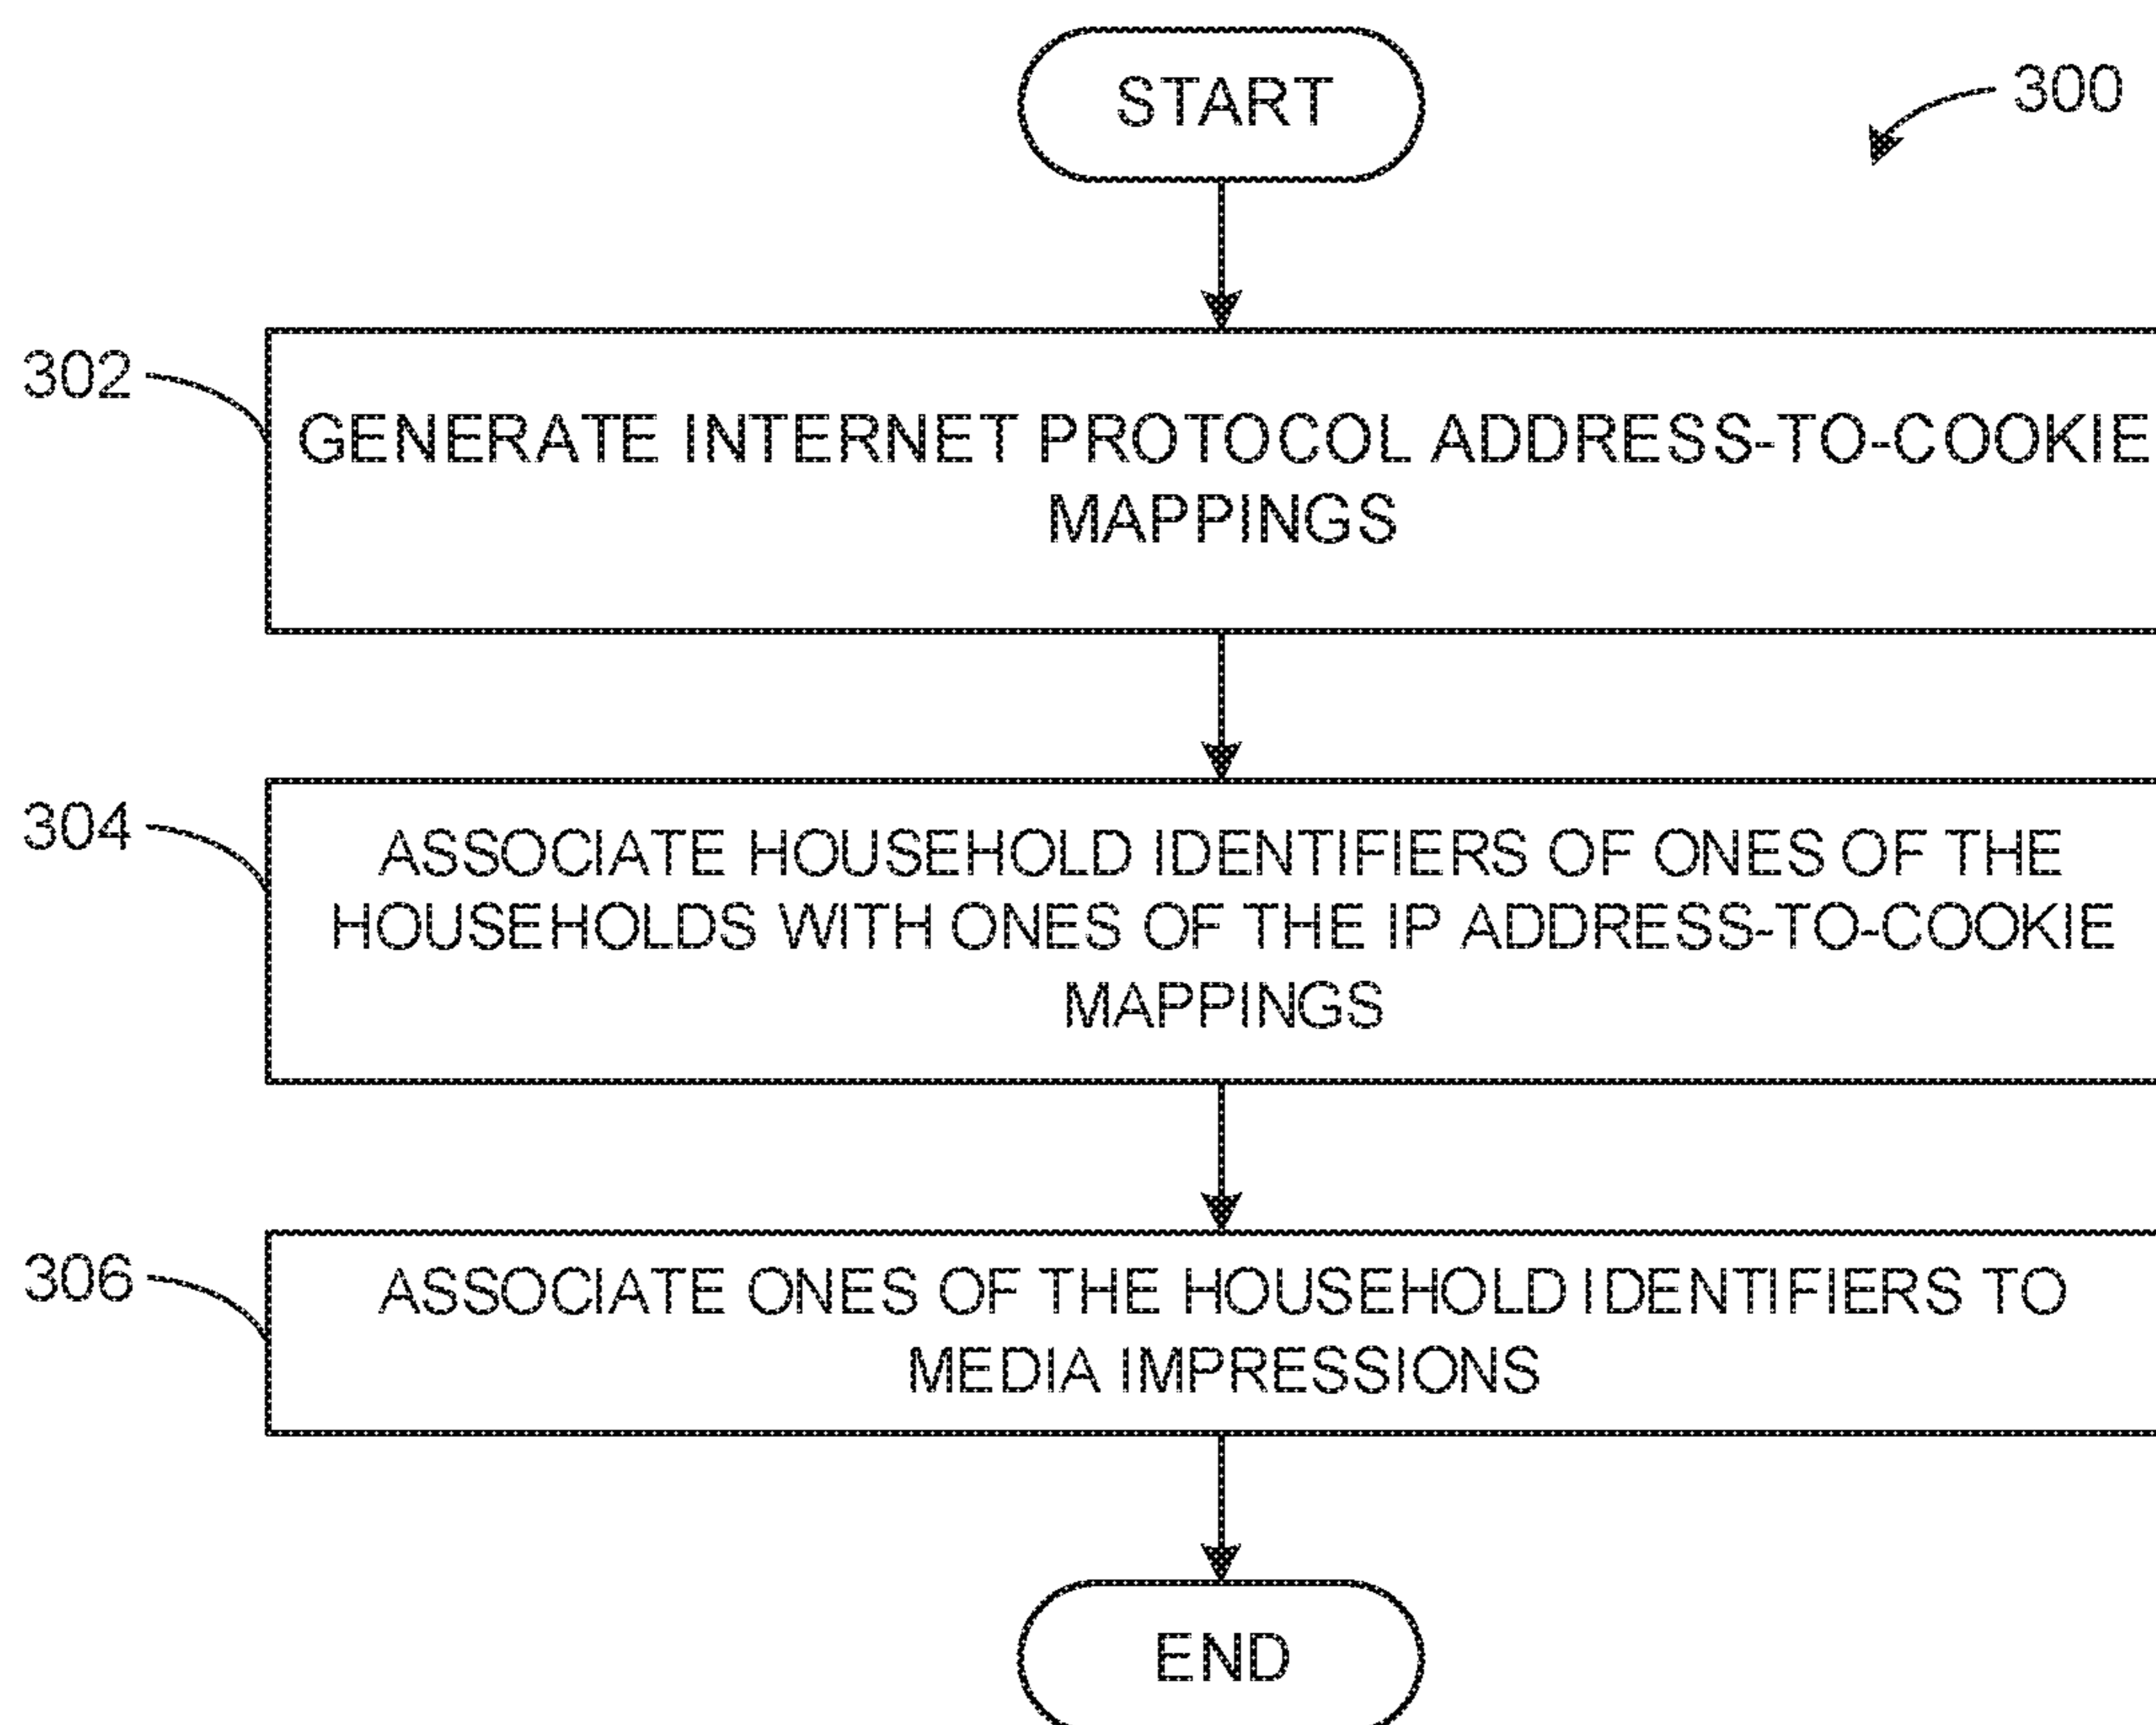 START
300
302
GENERATE INTERNET PROTOCOL ADDRESS-TO-COOKIE
MAPPINGS
304
ASSOCIATE HOUSEHOLD IDENTIFIERS OF ONES OF THE
HOUSEHOLDS WITH ONES OF THE IP ADDRESS-TO-COOKIE
MAPPINGS
306
ASSOCIATE ONES OF THE HOUSEHOLD IDENTIFIERS TO
MEDIA IMPRESSIONS
END